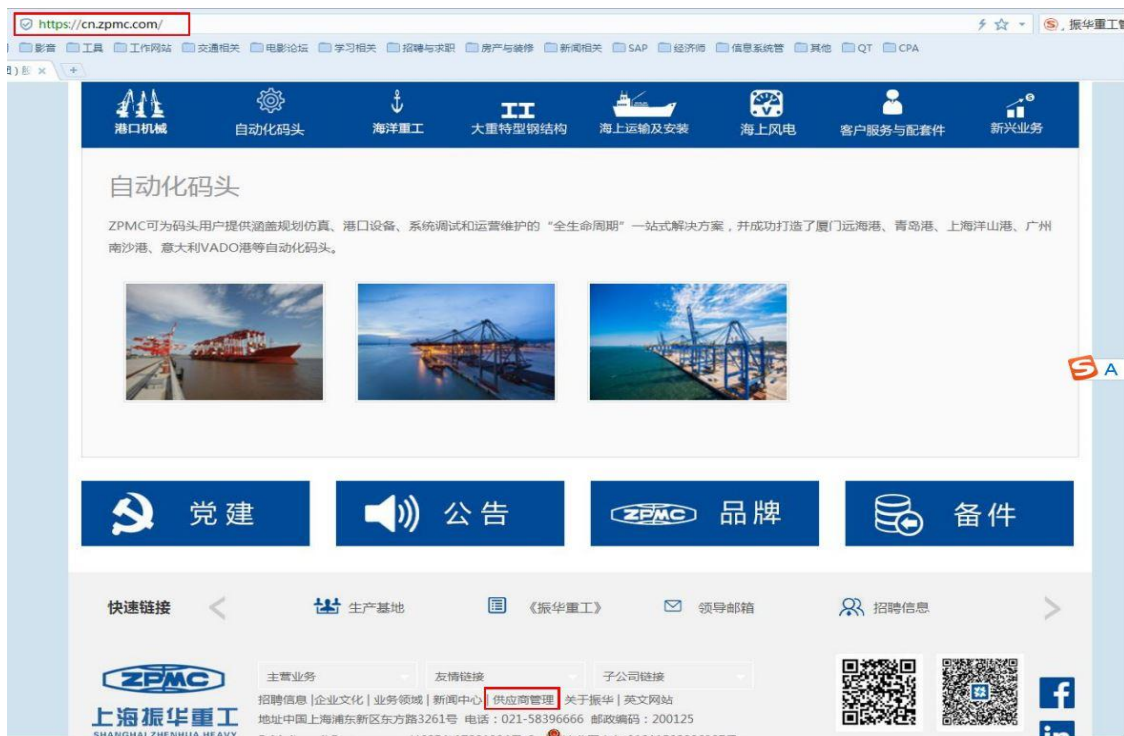 https://cn.zpmc.com/
振华重工
影音 工具 工作网站 交通相关 电影论坛 学习相关 招聘与求职 房产与装修 新闻相关 SAP 经济师 信息系统管 其他 QT CPA
港口机械 自动化码头 海洋重工 大重特型钢结构 海上运输及安装 海上风电 客户服务与配套件 新兴业务
自动化码头
ZPMC可为码头用户提供涵盖规划仿真、港口设备、系统调试和运营维护的“全生命周期”一站式解决方案，并成功打造了厦门远海港、青岛港、上海洋山港、广州
南沙港、意大利VADO港等自动化码头。
A
党建 公告 ZPMC 品牌 备件
快速链接 生产基地 《振华重工》 领导邮箱 招聘信息
ZPMC
主营业务 友情链接 子公司链接
招聘信息 |企业文化 | 业务领域 | 新闻中心 | 供应商管理 | 关于振华 | 英文网站
上海振华重工
地址中国上海浦东新区东方路3261号 电话：021-58396666 邮政编码：200125
SHANGHAI ZHENHUA HEAVY